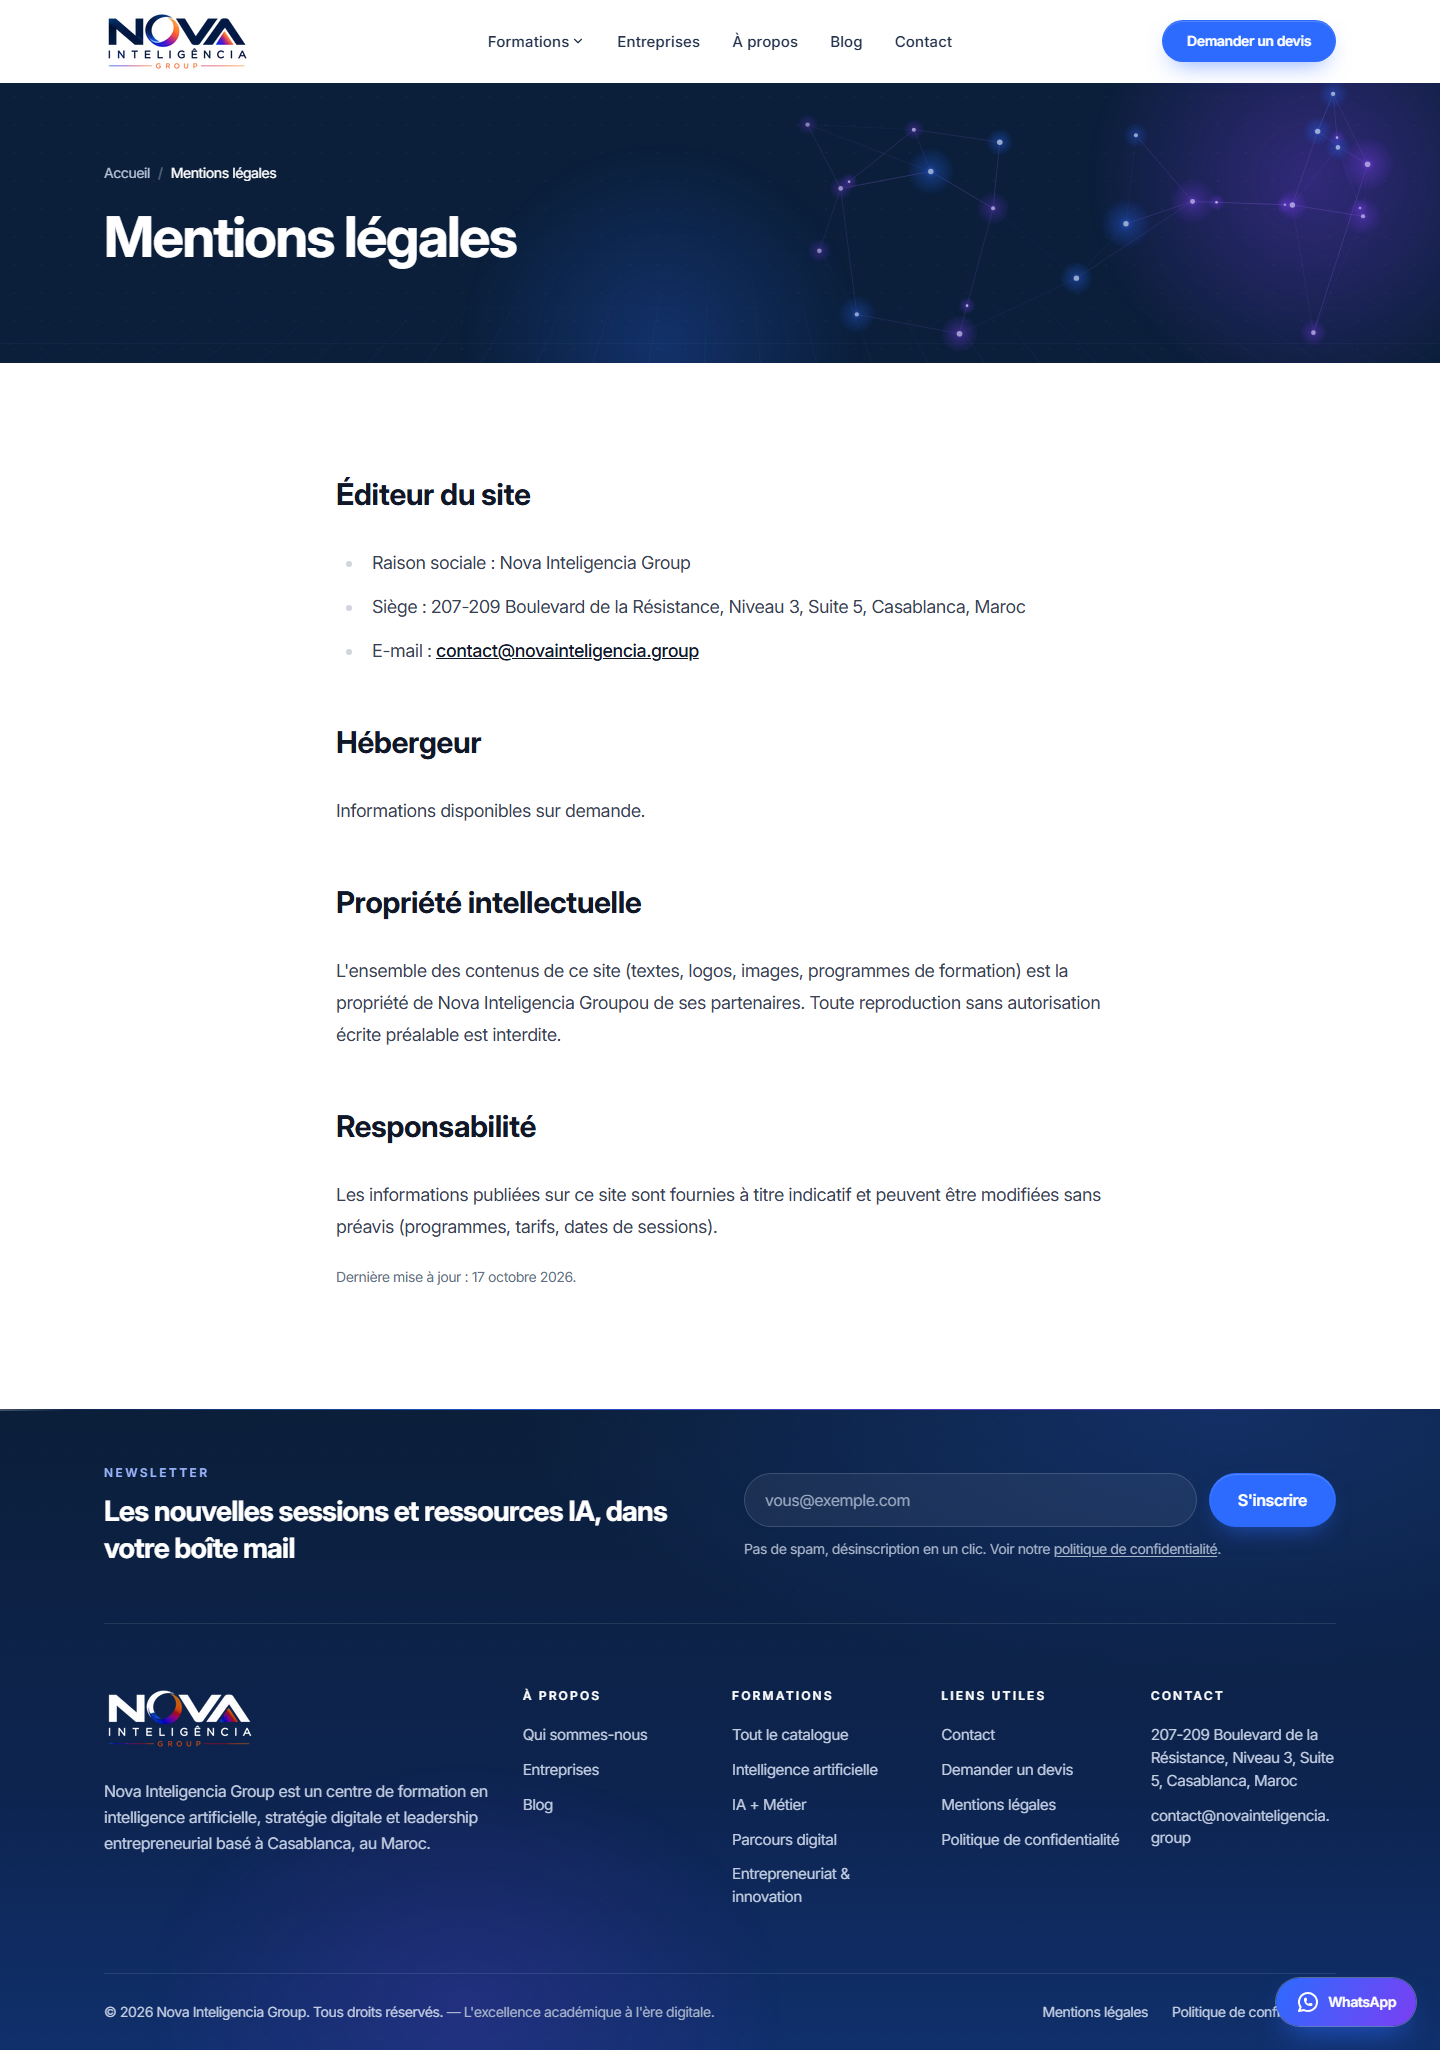 NOVA
INTELIGÊNCIA
GROUP
Formations
Entreprises
À propos
Blog
Contact
Demander un devis
Accueil / Mentions légales
Mentions légales
Éditeur du site
Raison sociale : Nova Inteligencia Group
Siège : 207-209 Boulevard de la Résistance, Niveau 3, Suite 5, Casablanca, Maroc
E-mail : contact@novainteligencia.group
Hébergeur
Informations disponibles sur demande.
Propriété intellectuelle
L'ensemble des contenus de ce site (textes, logos, images, programmes de formation) est la
propriété de Nova Inteligencia Groupou de ses partenaires. Toute reproduction sans autorisation
écrite préalable est interdite.
Responsabilité
Les informations publiées sur ce site sont fournies à titre indicatif et peuvent être modifiées sans
préavis (programmes, tarifs, dates de sessions).
Dernière mise à jour : 17 octobre 2026.
NEWSLETTER
Les nouvelles sessions et ressources IA, dans
votre boîte mail
vous@exemple.com
S'inscrire
Pas de spam, désinscription en un clic. Voir notre politique de confidentialité.
NOVA
INTELIGÊNCIA
GROUP
Nova Inteligencia Group est un centre de formation en
intelligence artificielle, stratégie digitale et leadership
entrepreneurial basé à Casablanca, au Maroc.
À PROPOS
Qui sommes-nous
Entreprises
Blog
FORMATIONS
Tout le catalogue
Intelligence artificielle
IA + Métier
Parcours digital
Entrepreneuriat &
innovation
LIENS UTILES
Contact
Demander un devis
Mentions légales
Politique de confidentialité
CONTACT
207-209 Boulevard de la
Résistance, Niveau 3, Suite
5, Casablanca, Maroc
contact@novainteligencia.
group
© 2026 Nova Inteligencia Group. Tous droits réservés. — L'excellence académique à l'ère digitale.
Mentions légales
Politique de conf
WhatsApp